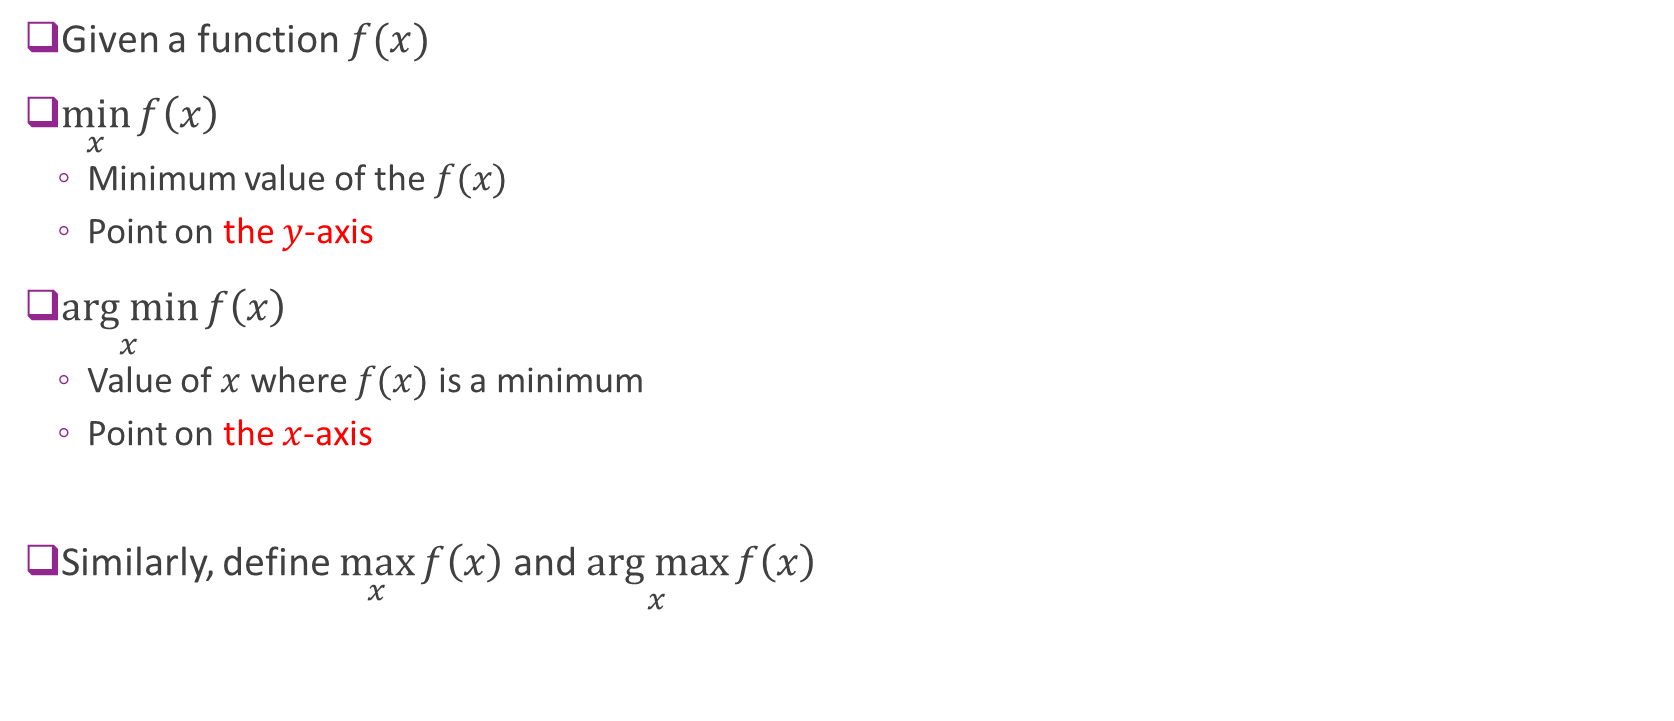 ❑Given a function f(x)
❑min f(x)
x
◦ Minimum value of the f(x)
◦ Point on the y-axis
❑arg min f(x)
x
◦ Value of x where f(x) is a minimum
◦ Point on the x-axis
❑Similarly, define max f(x) and arg max f(x)
x x